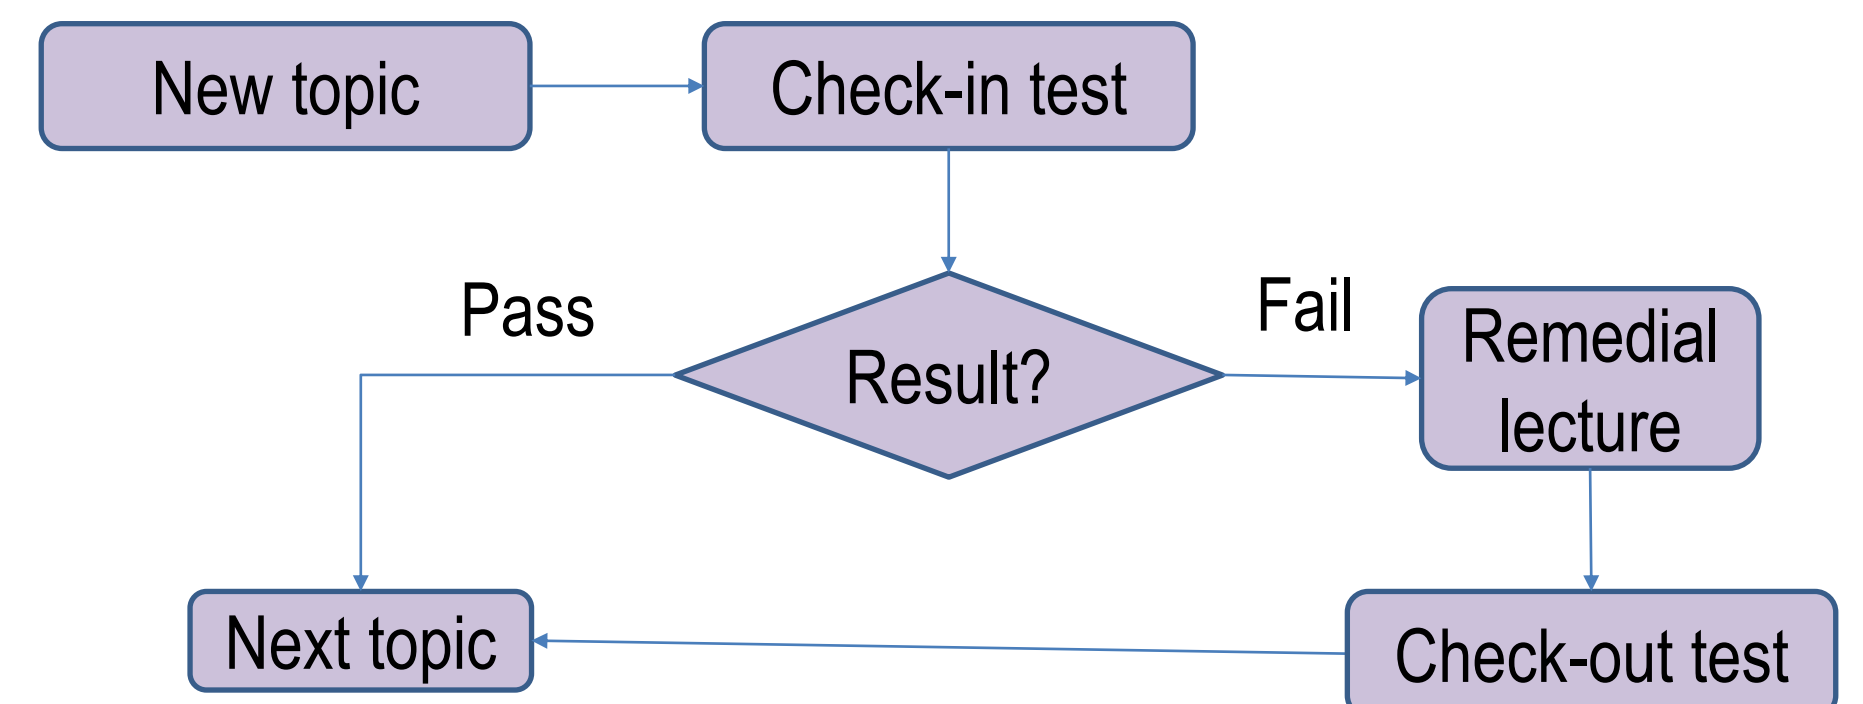 New topic
Check-in test
Pass
Fail
Result?
Remedial
lecture
Next topic
Check-out test